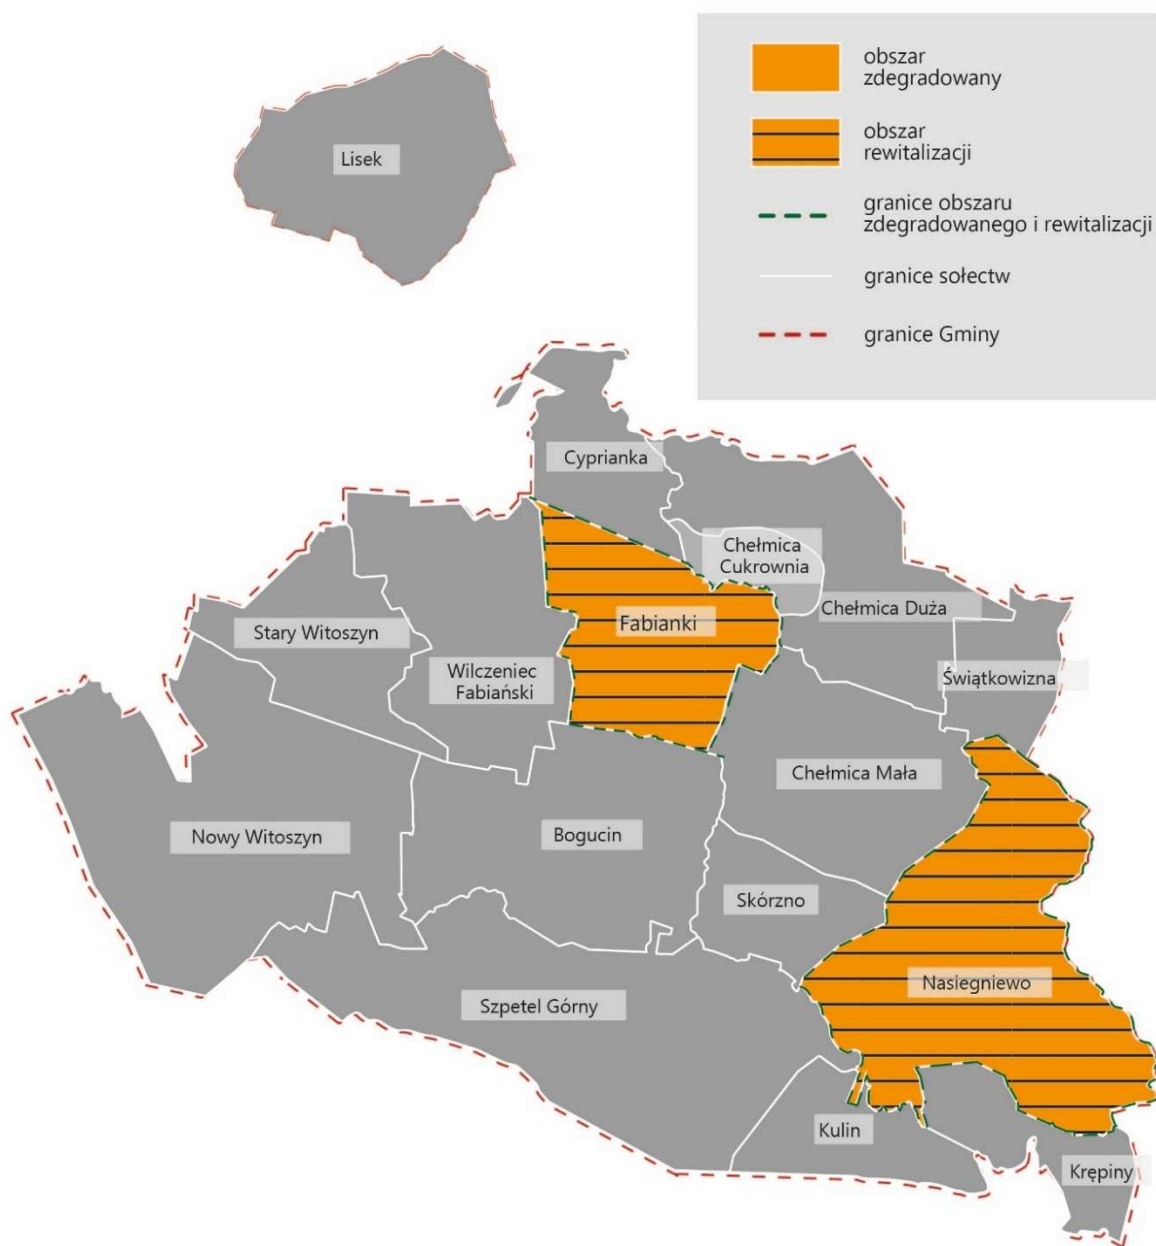 obszar
zdegradowany
obszar
rewitalizacji
granice obszaru
zdegradowanego i rewitalizacji
granice sołectw
granice Gminy
Lisek
Cyprianka
Chełmica
Cukrownia
Chełmica Duża
Fabianki
Stary Witoszyn
Wilczeniec
Fabiański
Świątkowizna
Chełmica Mała
Nowy Witoszyn
Bogucin
Skórzno
Nasiegniewo
Szpetel Górny
Kulin
Krępiny